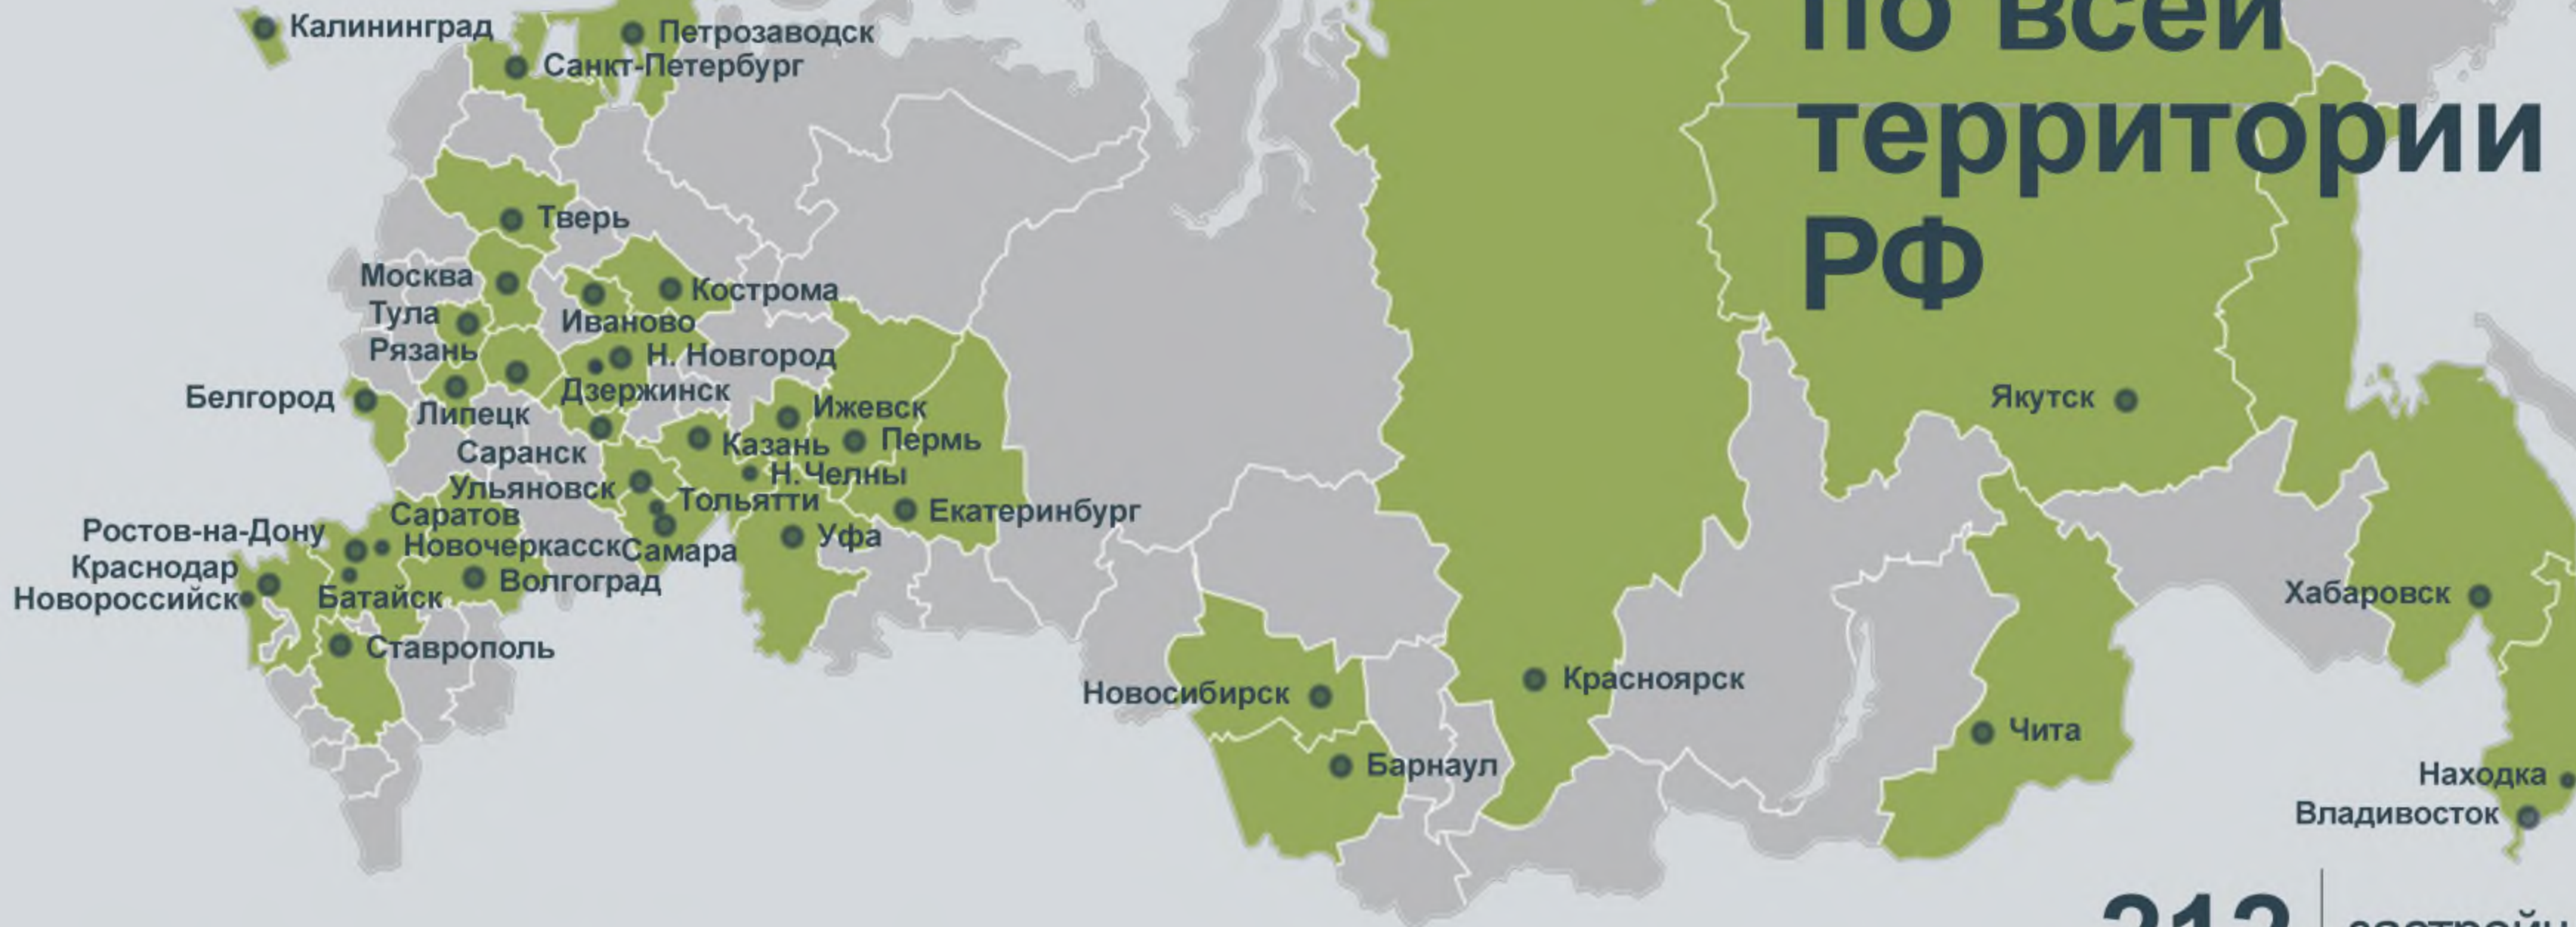 по всей
территории
РФ
Калининград
Петрозаводск
Санкт-Петербург
Тверь
Москва
Кострома
Тула
Иваново
Рязань
Н. Новгород
Дзержинск
Белгород
Липецк
Ижевск
Казань
Пермь
Саранск
Н.Челны
Ульяновск
Тольятти
Саратов
Екатеринбург
Ростов-на-Дону
Новочеркасск
Самара
Уфа
Краснодар
Волгоград
Новороссийск
Батайск
Ставрополь
Якутск
Хабаровск
Новосибирск
Красноярск
Барнаул
Чита
Находка
Владивосток